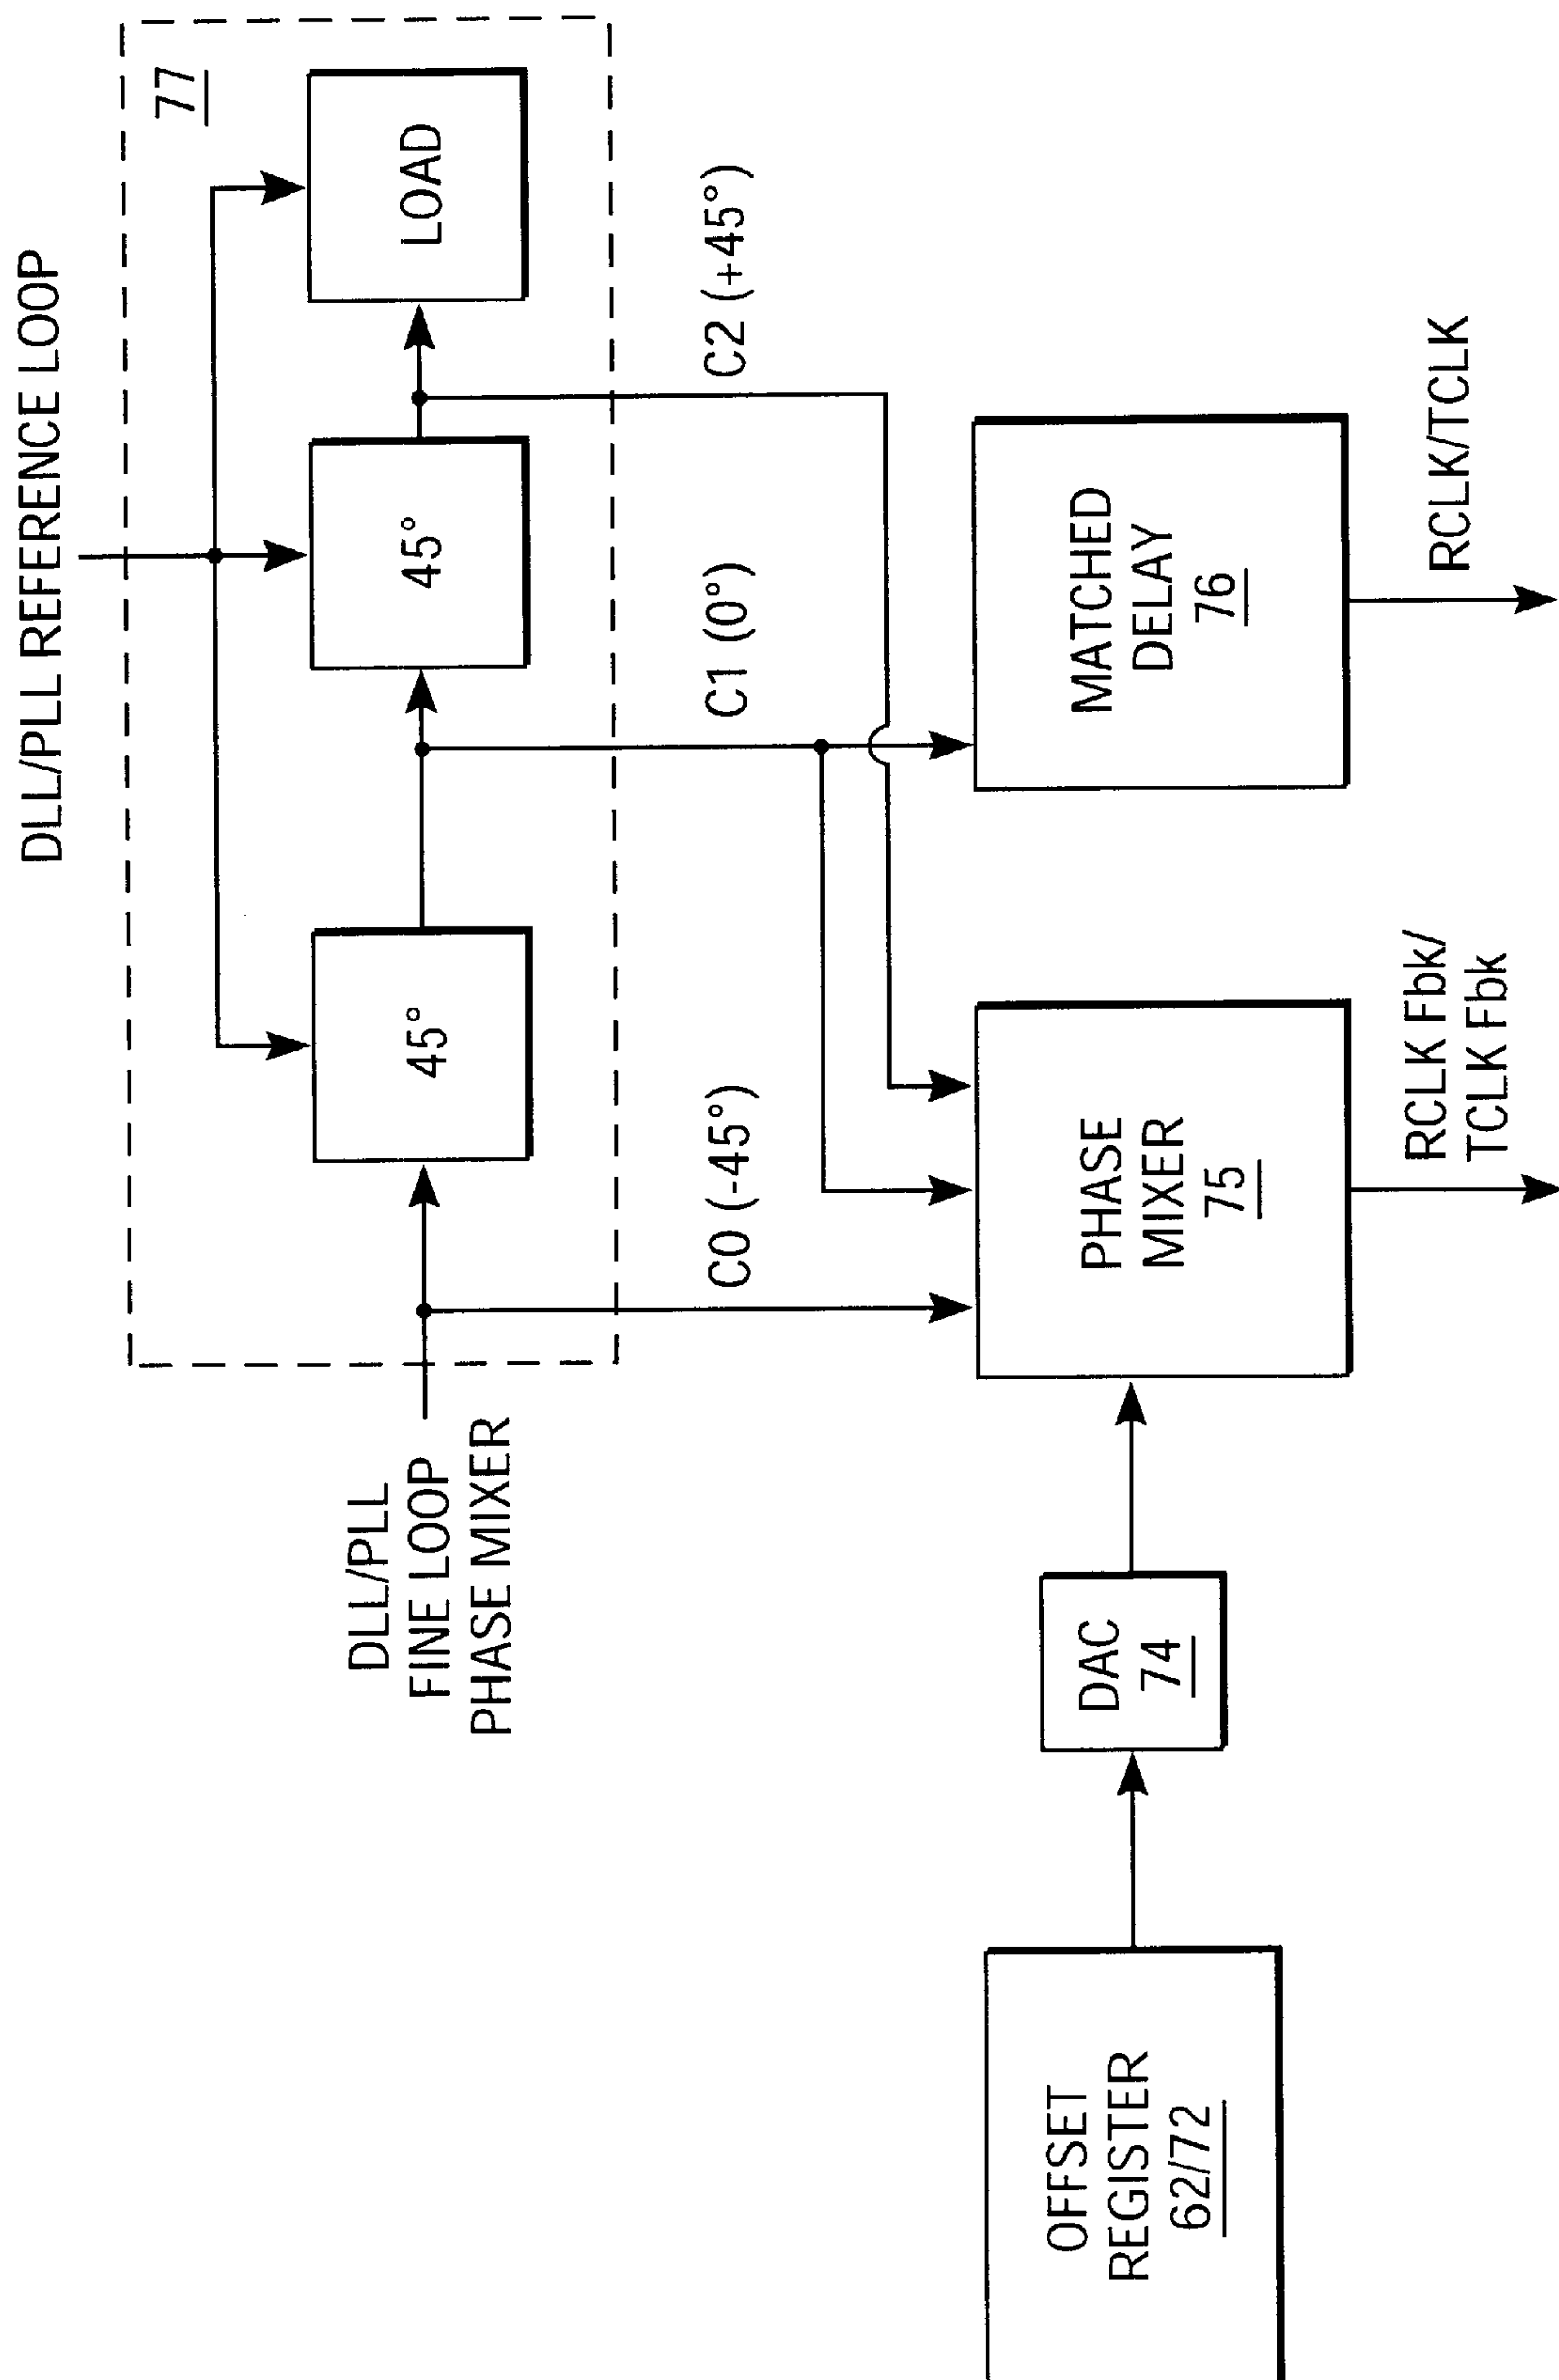 DLL/PLL REFERENCE LOOP
77
45°
45°
LOAD
DLL/PLL
FINE LOOP
PHASE MIXER
C0 (-45°)
C1 (0°)
C2 (+45°)
OFFSET
REGISTER
62/72
DAC
74
PHASE
MIXER
75
MATCHED
DELAY
76
RCLK Fbk/
TCLK Fbk
RCLK/TCLK